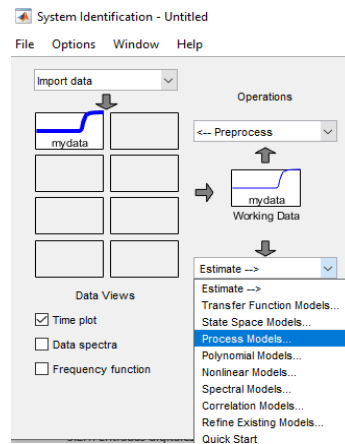 System Identification - Untitled
File Options Window Help
Import data
Operations
mydata
<-- Preprocess
mydata
Working Data
Estimate -->
Data Views
Time plot
Data spectra
Frequency function
Estimate -->
Transfer Function Models...
State Space Models...
Process Models...
Polynomial Models...
Nonlinear Models...
Spectral Models...
Correlation Models...
Refine Existing Models...
Quick Start